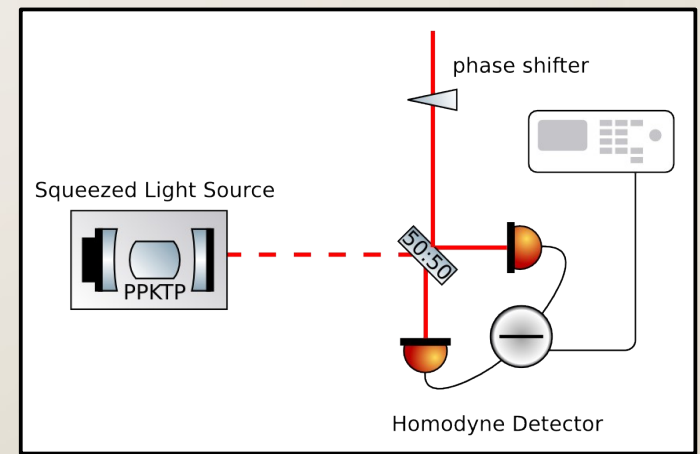 phase shifter
Squeezed Light Source
50:50
PPKTP
Homodyne Detector